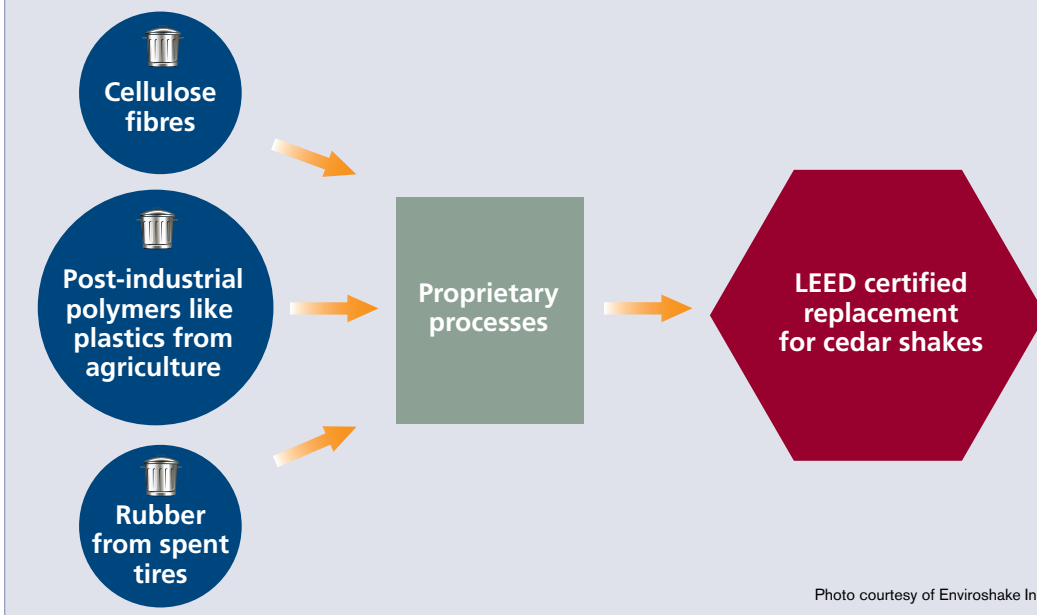 Cellulose
fibres
Post-industrial
polymers like
plastics from
agriculture
Rubber
from spent
tires
Proprietary
processes
LEED certified
replacement
for cedar shakes
Photo courtesy of Enviroshake In